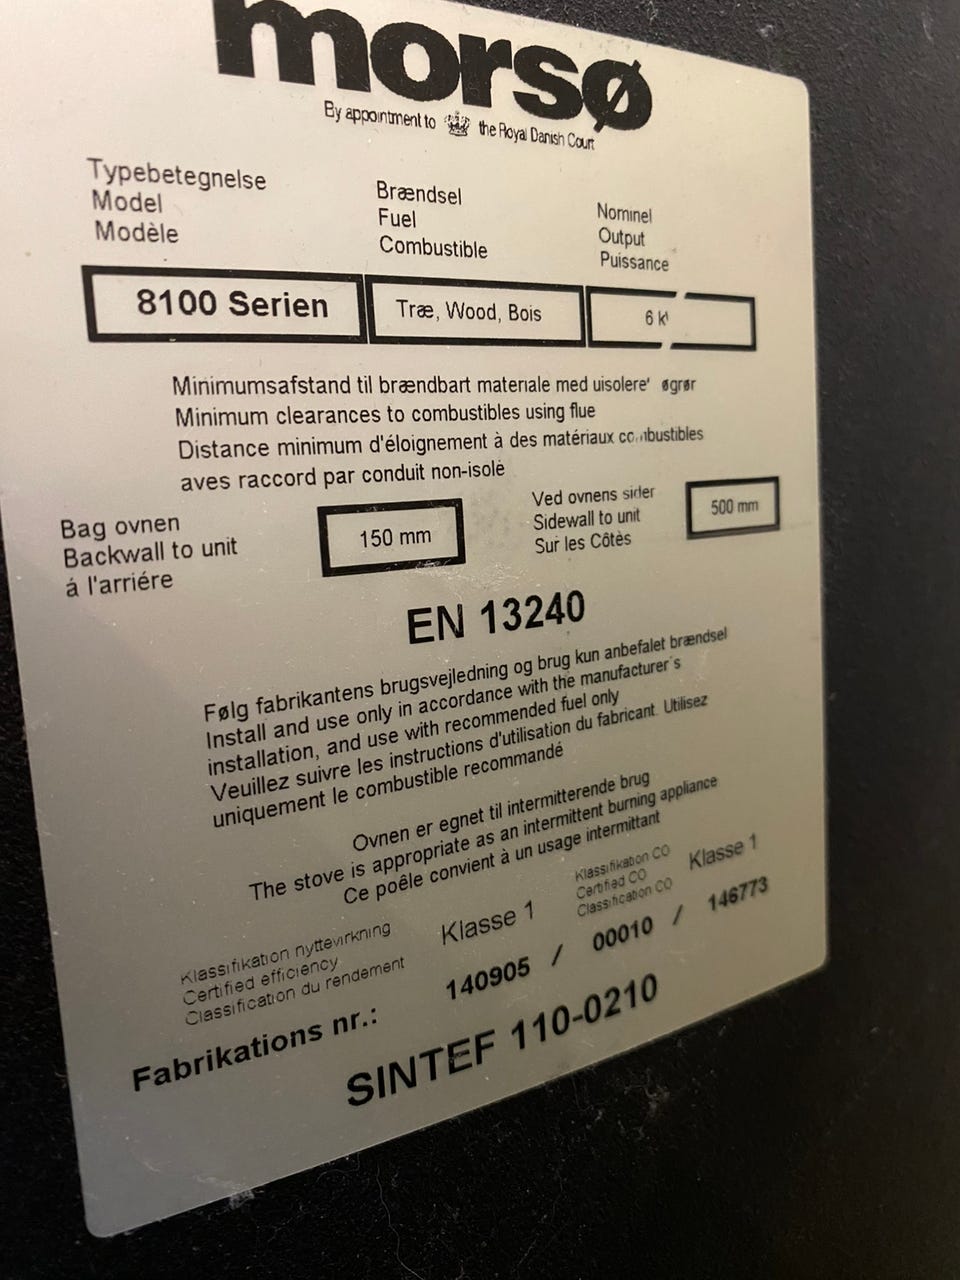 morsø
By appointment to the Royal Danish Court
Typebetegnelse
Model
Modèle
Brændsel
Fuel
Combustible
Nominel
Output
Puissance
8100 Serien
Træ, Wood, Bois
6
Minimumsafstand til brændbart materiale med
Minimum clearances to combustibles using flue
Distance minimum d'éloignement à des matériaux
aves raccord par conduit non-isolé
Bag ovnen
Backwall to unit
á l'arriére
150 mm
Ved ovnens sider
Sidewall to unit
Sur les Côtès
500 mm
EN 13240
Følg fabrikantens brugsvejledning og brug kun anbefalet brændsel
Install and use only in accordance with the manufacturer's
installation, and use with recommended fuel only
Veuillez suivre les instructions d'utilisation du fabricant. Utilisez
uniquement le combustible recommandé
Ovnen er egnet til intermitterende brug
The stove is appropriate as an intermittent burning appliance
Ce poêle convient à un usage intermittant
Klassifikation nyttevirkning
Certified efficiency
Classification du rendement
Klasse 1
Klassifikation CO
Certified CO
Classification CO
Klasse 1
Fabrikations nr.: 140905 / 00010 / 146773
SINTEF 110-0210